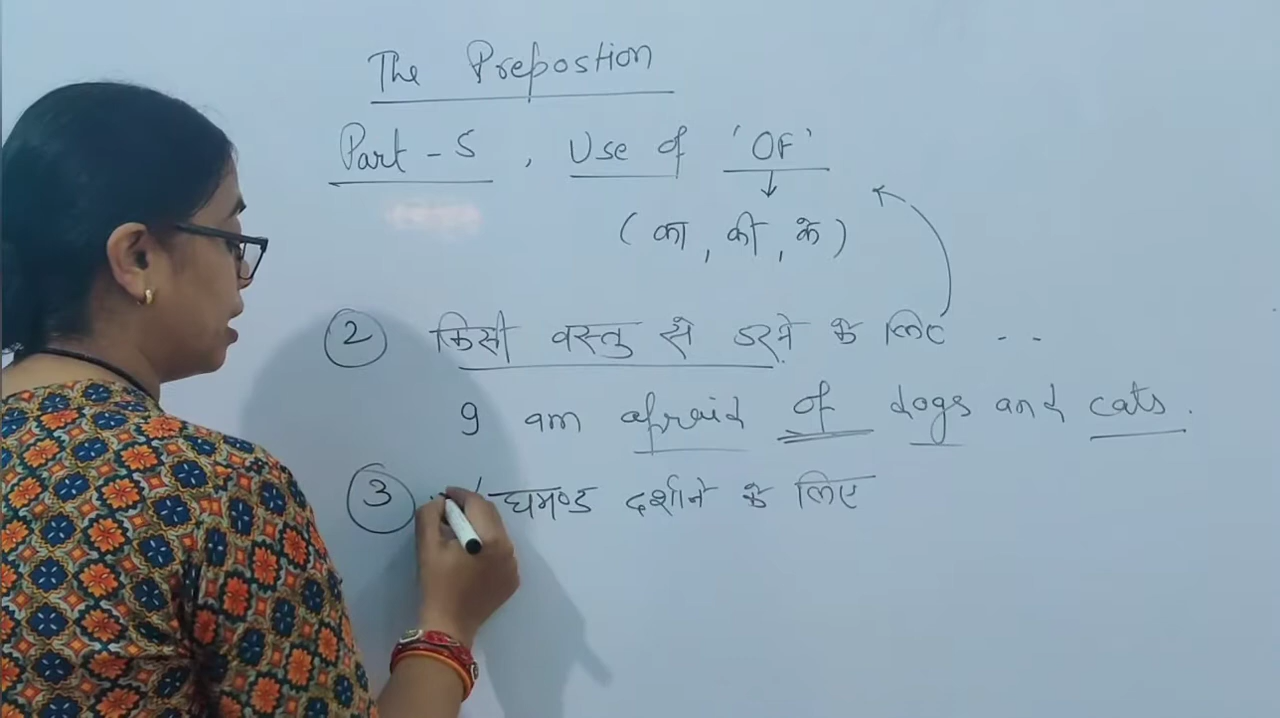 The Prepostion
Part - 5 , Use of 'OF'
(का, की, के)
2 किसी वस्तु से डरने के लिए - -
I am afraid of dogs and cats.
3 / घमण्ड दर्शाने के लिए